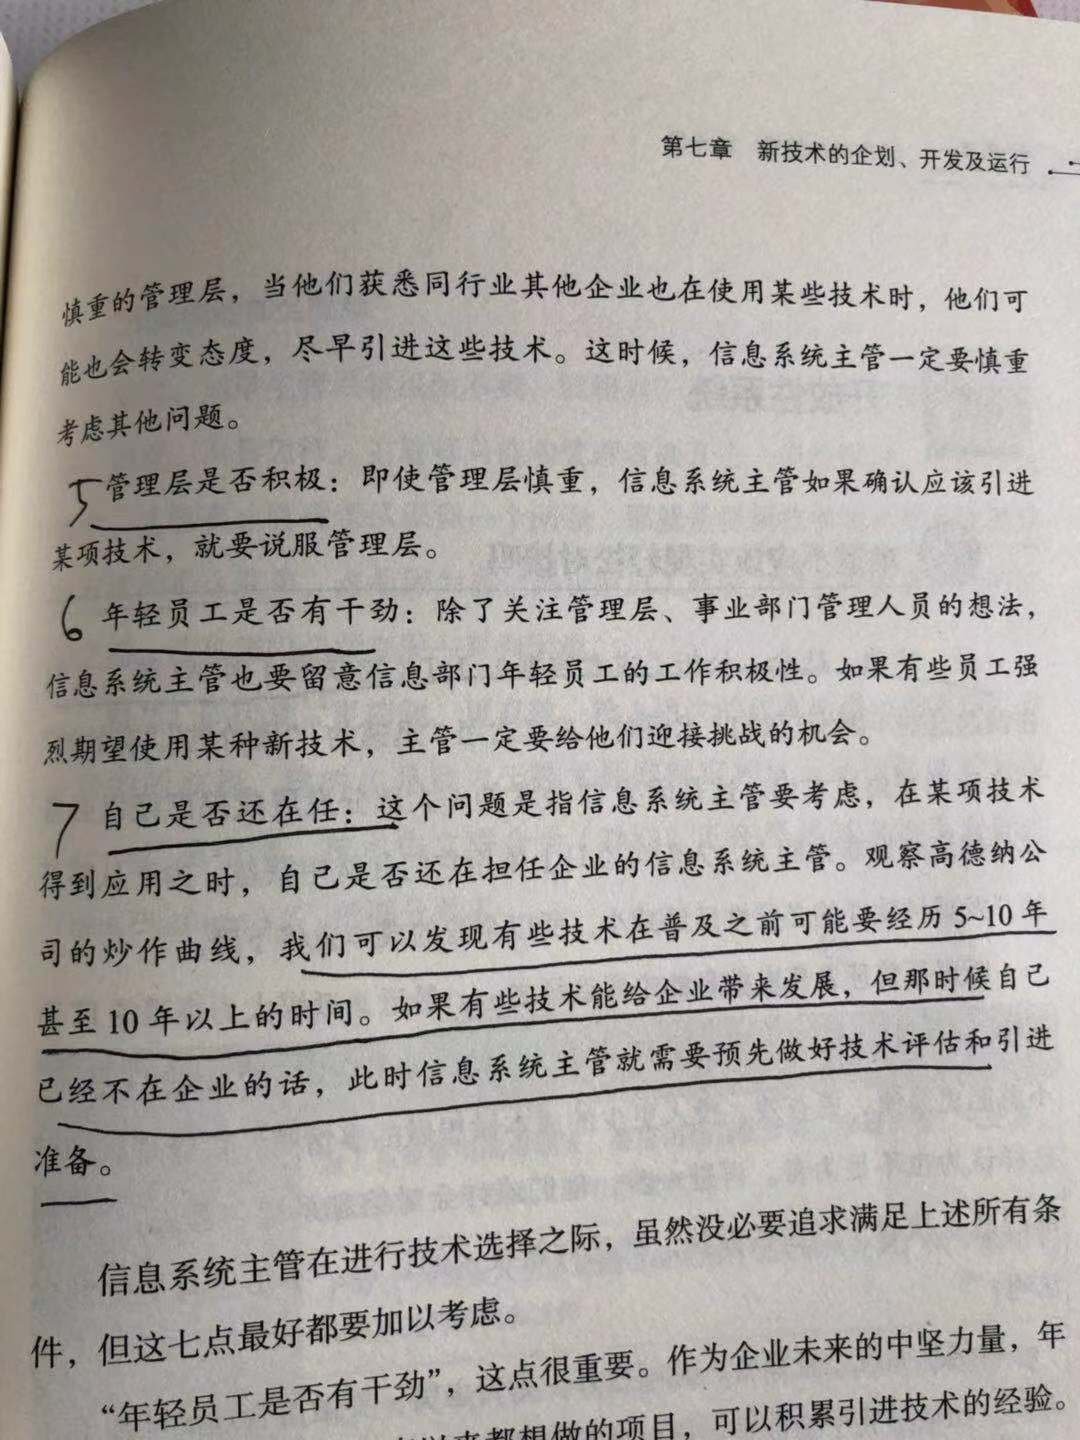 第七章 新技术的企划、开发及运行
慎重的管理层，当他们获悉同行业其他企业也在使用某些技术时，他们可
能也会转变态度，尽早引进这些技术。这时候，信息系统主管一定要慎重
考虑其他问题。
5 管理层是否积极：即使管理层慎重，信息系统主管如果确认应该引进
某项技术，就要说服管理层。
6 年轻员工是否有干劲：除了关注管理层、事业部门管理人员的想法，
信息系统主管也要留意信息部门年轻员工的工作积极性。如果有些员工强
烈期望使用某种新技术，主管一定要给他们迎接挑战的机会。
7 自己是否还在任：这个问题是指信息系统主管要考虑，在某项技术
得到应用之时，自己是否还在担任企业的信息系统主管。观察高德纳公
司的炒作曲线，我们可以发现有些技术在普及之前可能要经历 5~10 年
甚至 10 年以上的时间。如果有些技术能给企业带来发展，但那时候自己
已经不在企业的话，此时信息系统主管就需要预先做好技术评估和引进
准备。
信息系统主管在进行技术选择之际，虽然没必要追求满足上述所有条
件，但这七点最好都要加以考虑。
“年轻员工是否有干劲”，这点很重要。作为企业未来的中坚力量，年
来都想做的项目，可以积累引进技术的经验。